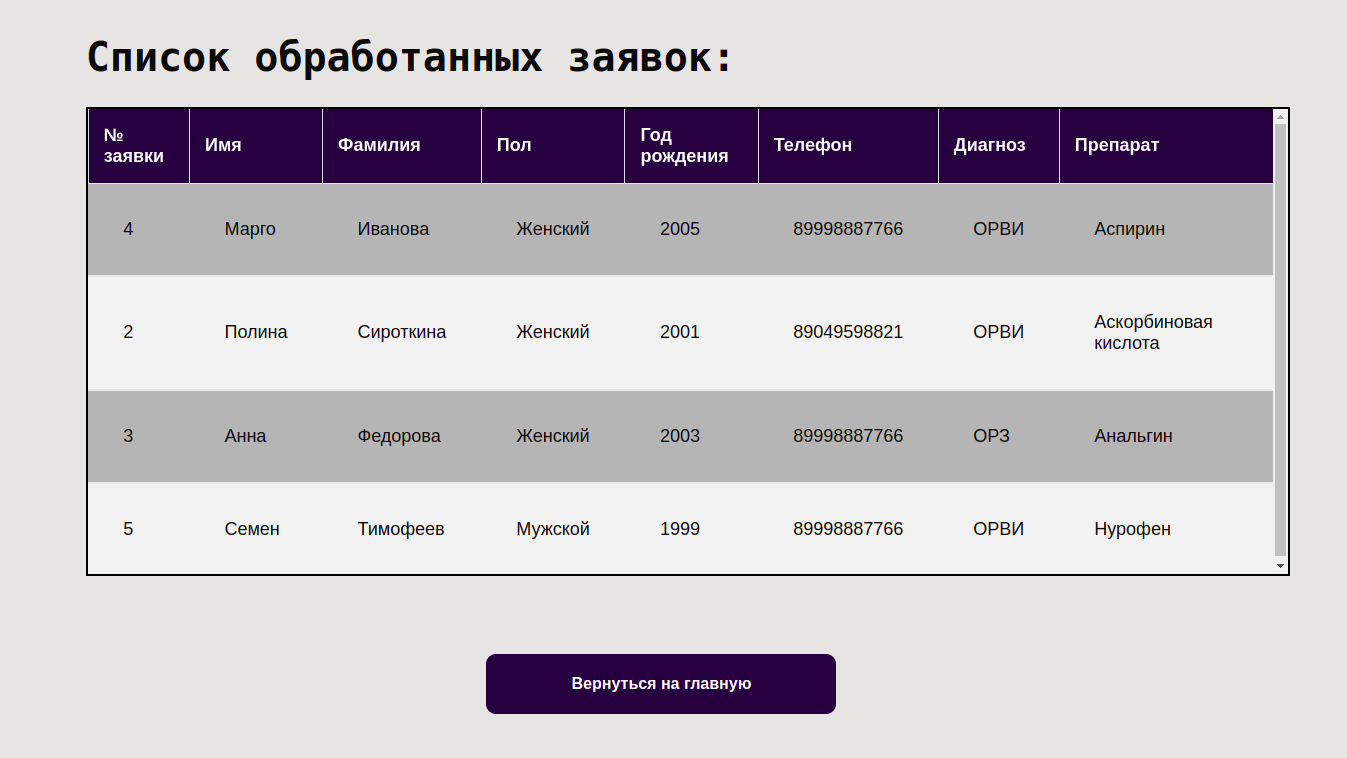 Список обработанных заявок:
№ заявки Имя Фамилия Пол Год рождения Телефон Диагноз Препарат
4 Марго Иванова Женский 2005 89998887766 ОРВИ Аспирин
2 Полина Сироткина Женский 2001 89049598821 ОРВИ Аскорбиновая кислота
3 Анна Федорова Женский 2003 89998887766 ОРЗ Анальгин
5 Семен Тимофеев Мужской 1999 89998887766 ОРВИ Нурофен
Вернуться на главную